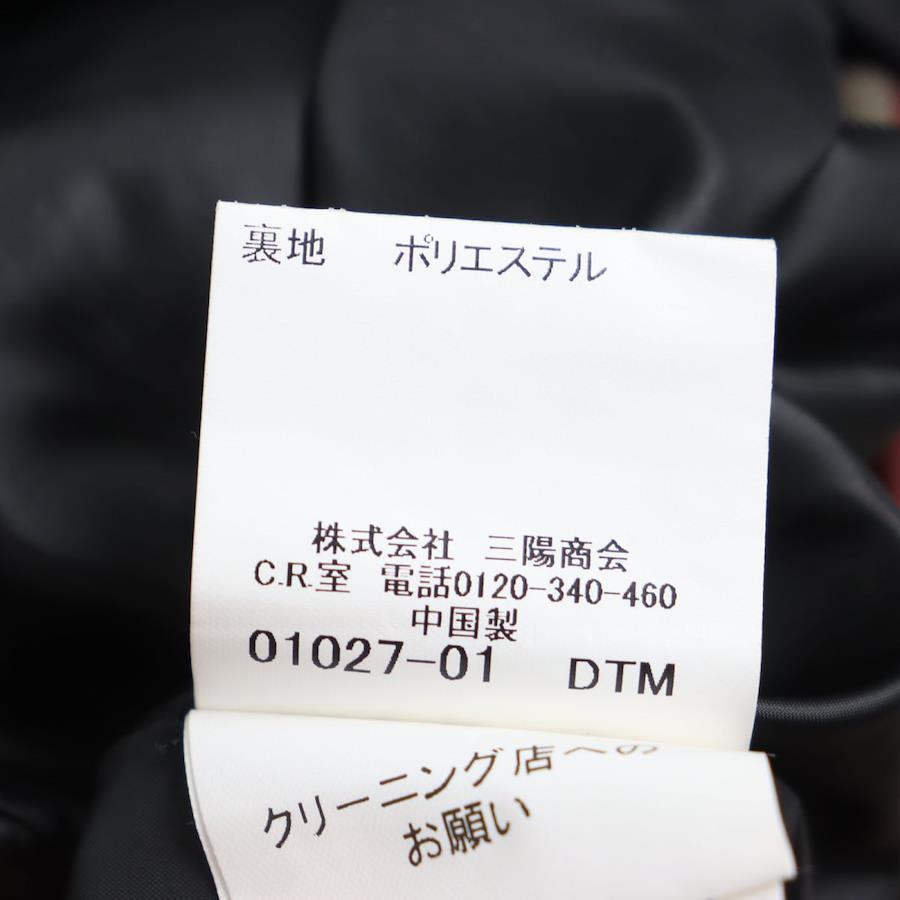 裏地 ポリエステル
株式会社 三陽商会
C.R.室 電話0120-340-460
中国製
01027-01 DTM
クリーニング店への
お願い